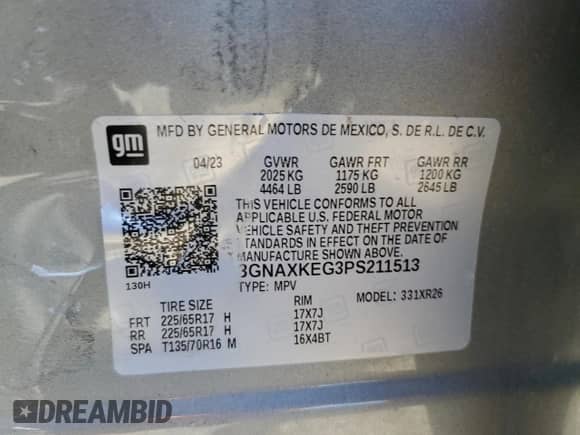 gm
MFD BY GENERAL MOTORS DE MEXICO, S. DE R.L. DE C.V.
04/23 GVWR GAWR FRT GAWR RR
2025 KG 1175 KG 1200 KG
4464 LB 2590 LB 2645 LB
THIS VEHICLE CONFORMS TO ALL
APPLICABLE U.S. FEDERAL MOTOR
VEHICLE SAFETY AND THEFT PREVENTION
STANDARDS IN EFFECT ON THE DATE OF
MANUFACTURE SHOWN ABOVE.
3GNAXKEG3PS211513
130H
TYPE: MPV MODEL: 331XR26
TIRE SIZE RIM
FRT 225/65R17 H 17X7J
RR 225/65R17 H 17X7J
SPA T135/70R16 M 16X4BT
DREAMBID